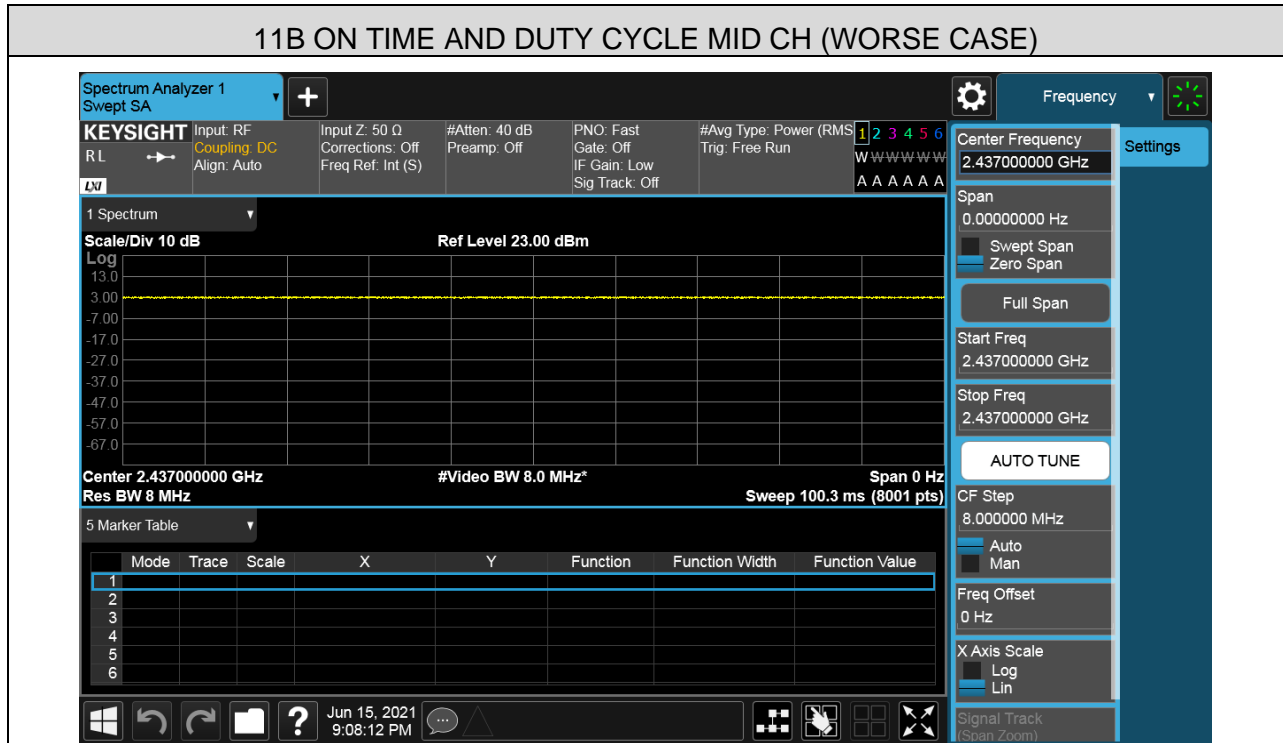 11B ON TIME AND DUTY CYCLE MID CH (WORSE CASE)
Spectrum Analyzer 1
Swept SA
Frequency
KEYSIGHT
RL
LXI
Input: RF
Coupling: DC
Align: Auto
Input Z: 50 Ω
Corrections: Off
Freq Ref: Int (S)
#Atten: 40 dB
Preamp: Off
PNO: Fast
Gate: Off
IF Gain: Low
Sig Track: Off
#Avg Type: Power (RMS
Trig: Free Run
1 2 3 4 5 6
W W W W W W
A A A A A A
1 Spectrum
Scale/Div 10 dB
Ref Level 23.00 dBm
Log
13.0
3.00
-7.00
-17.0
-27.0
-37.0
-47.0
-57.0
-67.0
Center 2.437000000 GHz
#Video BW 8.0 MHz*
Span 0 Hz
Res BW 8 MHz
Sweep 100.3 ms (8001 pts)
5 Marker Table
Mode Trace Scale X Y Function Function Width Function Value
1
2
3
4
5
6
Jun 15, 2021
9:08:12 PM
?
Center Frequency
2.437000000 GHz
Settings
Span
0.00000000 Hz
Swept Span
Zero Span
Full Span
Start Freq
2.437000000 GHz
Stop Freq
2.437000000 GHz
AUTO TUNE
CF Step
8.000000 MHz
Auto
Man
Freq Offset
0 Hz
X Axis Scale
Log
Lin
Signal Track
(Span Zoom)